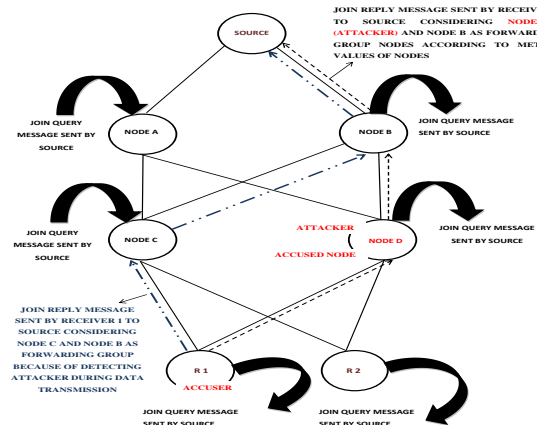 JOIN REPLY MESSAGE SENT BY
TO SOURCE CONSIDERING
(ATTACKER) AND NODE B AS
GROUP NODES ACCORDING TO
VALUES OF NODES
SOURCE
NODE A
JOIN QUERY
MESSAGE SENT BY
SOURCE
NODE B
JOIN QUERY MESSAGE
SENT BY SOURCE
NODE C
JOIN QUERY
MESSAGE SENT BY
SOURCE
ATTACKER
NODE D
ACCUSED NODE
JOIN QUERY MESSAGE
SENT BY SOURCE
JOIN REPLY MESSAGE
SENT BY RECEIVER 1 TO
SOURCE CONSIDERING
NODE C AND NODE B AS
FORWARDING GROUP
BECAUSE OF DETECTING
ATTACKER DURING DATA
TRANSMISSION
R 1
ACCUSER
R 2
JOIN QUERY MESSAGE
SENT BY SOURCE
JOIN QUERY MESSAGE
SENT BY SOURCE